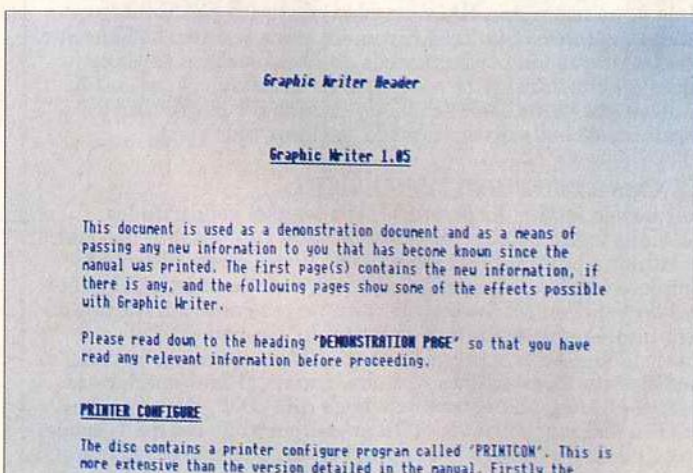 Graphic Writer Header
Graphic Writer 1.05
This document is used as a demonstration document and as a means of
passing any new information to you that has become known since the
manual was printed. The first page(s) contains the new information, if
there is any, and the following pages show some of the effects possible
with Graphic Writer.
Please read down to the heading 'DEMONSTRATION PAGE' so that you have
read any relevant information before proceeding.
PRINTER CONFIGURE
The disc contains a printer configure program called 'PRINTCON'. This is
more extensive than the version detailed in the manual. Firstly the